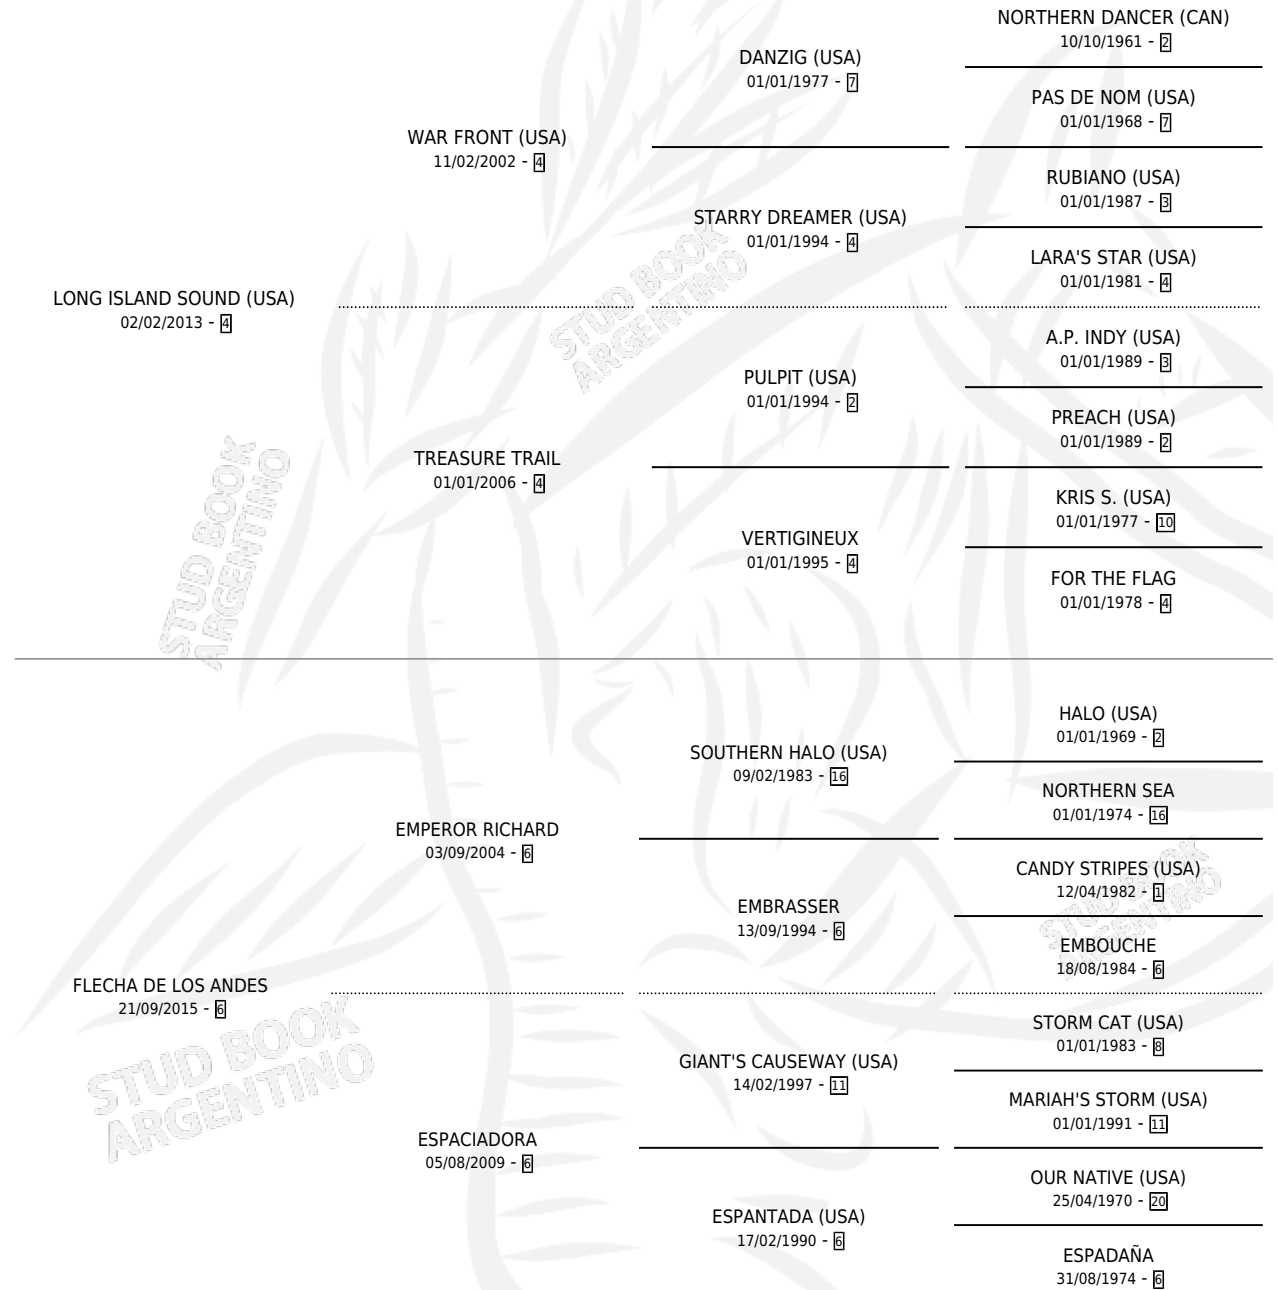 NORTHERN DANCER (CAN)
10/10/1961 - 2
DANZIG (USA)
01/01/1977 - 7
PAS DE NOM (USA)
01/01/1968 - 7
WAR FRONT (USA)
11/02/2002 - 4
RUBIANO (USA)
01/01/1987 - 3
STARRY DREAMER (USA)
01/01/1994 - 4
LARA'S STAR (USA)
01/01/1981 - 4
LONG ISLAND SOUND (USA)
02/02/2013 - 4
A.P. INDY (USA)
01/01/1989 - 3
PULPIT (USA)
01/01/1994 - 2
PREACH (USA)
01/01/1989 - 2
TREASURE TRAIL
01/01/2006 - 4
KRIS S. (USA)
01/01/1977 - 10
VERTIGINEUX
01/01/1995 - 4
FOR THE FLAG
01/01/1978 - 4
HALO (USA)
01/01/1969 - 2
SOUTHERN HALO (USA)
09/02/1983 - 16
NORTHERN SEA
01/01/1974 - 16
EMPEROR RICHARD
03/09/2004 - 6
CANDY STRIPES (USA)
12/04/1982 - 1
EMBRASSER
13/09/1994 - 6
EMBOUCHE
18/08/1984 - 6
FLECHA DE LOS ANDES
21/09/2015 - 6
STORM CAT (USA)
01/01/1983 - 8
GIANT'S CAUSEWAY (USA)
14/02/1997 - 11
MARIAH'S STORM (USA)
01/01/1991 - 11
ESPACIADORA
05/08/2009 - 6
OUR NATIVE (USA)
25/04/1970 - 20
ESPANTADA (USA)
17/02/1990 - 6
ESPADAÑA
31/08/1974 - 6
STUD BOOK
ARGENTINO
STUD BOOK
ARGENTINO
STUD BOOK
ARGENTINO
STUD BOOK
ARGENTINO